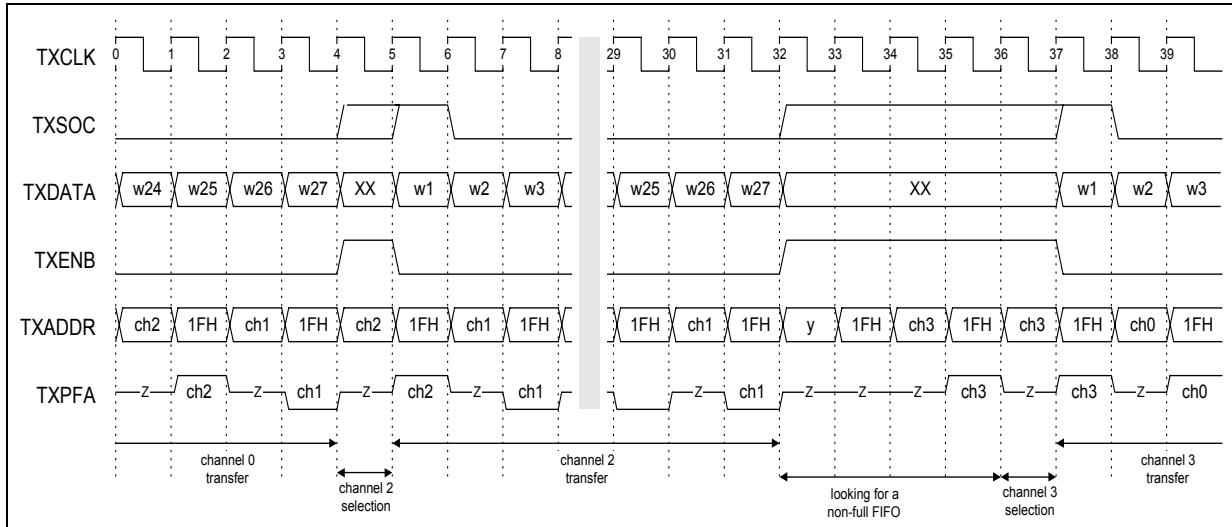 TXCLK 0 1 2 3 4 5 6 7 8 29 30 31 32 33 34 35 36 37 38 39
TXSOC
TXDATA w24 w25 w26 w27 XX w1 w2 w3 w25 w26 w27 XX w1 w2 w3
TXENB
TXADDR ch2 1FH ch1 1FH ch2 1FH ch1 1FH 1FH ch1 1FH y 1FH ch3 1FH ch3 1FH ch0 1FH
TXPFA Z ch2 Z ch1 Z ch2 Z ch1 Z ch1 Z Z Z ch3 Z ch3 Z ch0
channel 0
transfer
channel 2
selection
channel 2
transfer
looking for a
non-full FIFO
channel 3
selection
channel 3
transfer